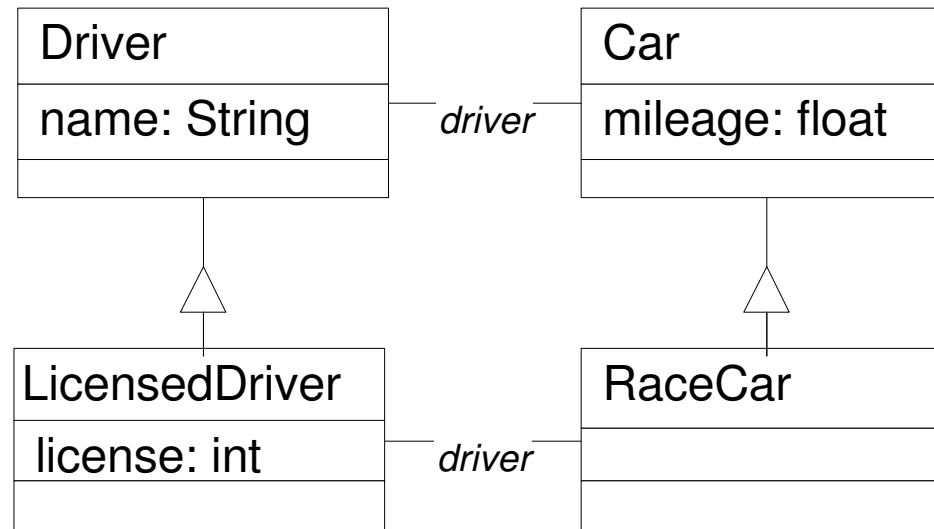 Driver
name: String
driver
Car
mileage: float
LicensedDriver
license: int
driver
RaceCar